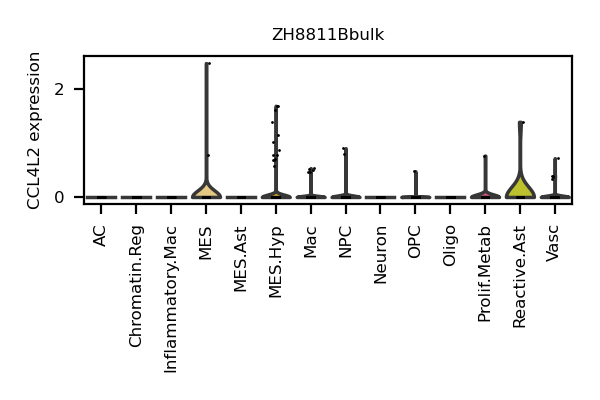 ZH8811Bbulk
CCL4L2 expression
2
0
AC
Chromatin.Reg
Inflammatory.Mac
MES
MES.Ast
MES.Hyp
Mac
NPC
Neuron
OPC
Oligo
Prolif.Metab
Reactive.Ast
Vasc